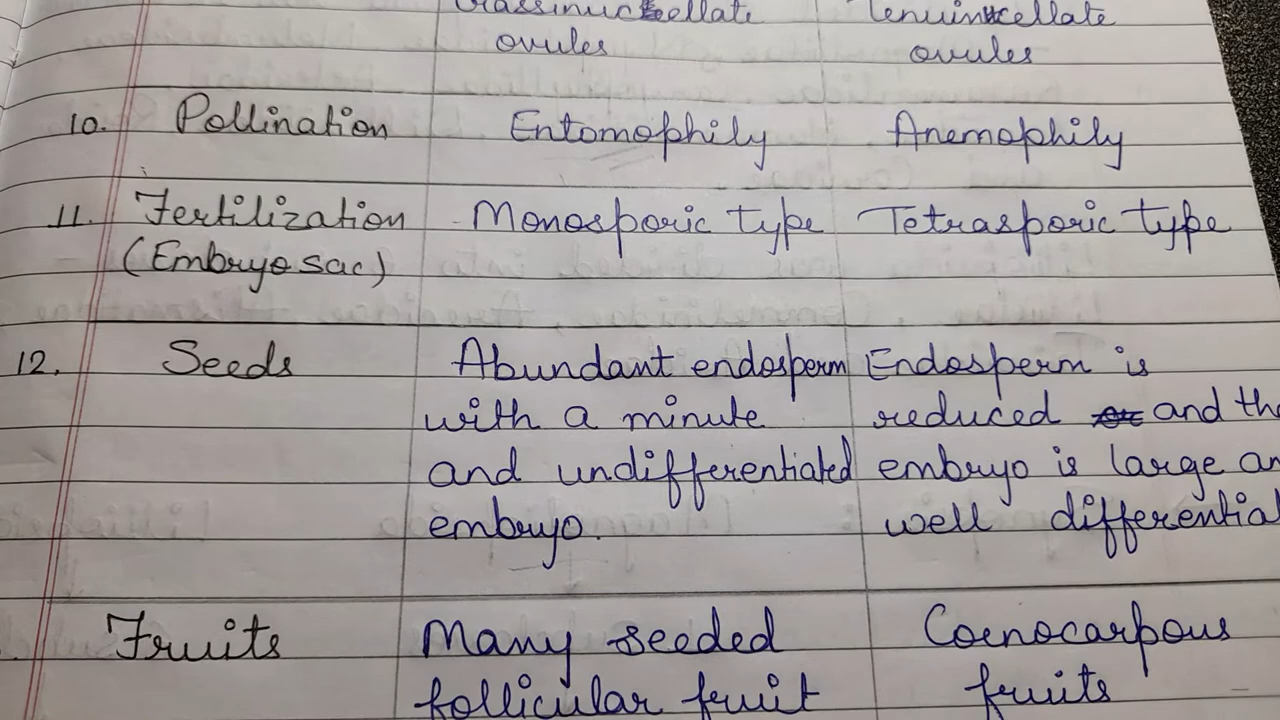 Crassinucellate Tenuinucellate
ovules ovules
10. Pollination Entomophily Anemophily
11. Fertilization Monosporic type Tetrasporic type
(Embryo sac)
12. Seeds Abundant endosperm Endosperm is
with a minute reduced and the
and undifferentiated embryo is large an
embryo. well differential
Fruits Many seeded Coenocarpous
follicular fruit fruits